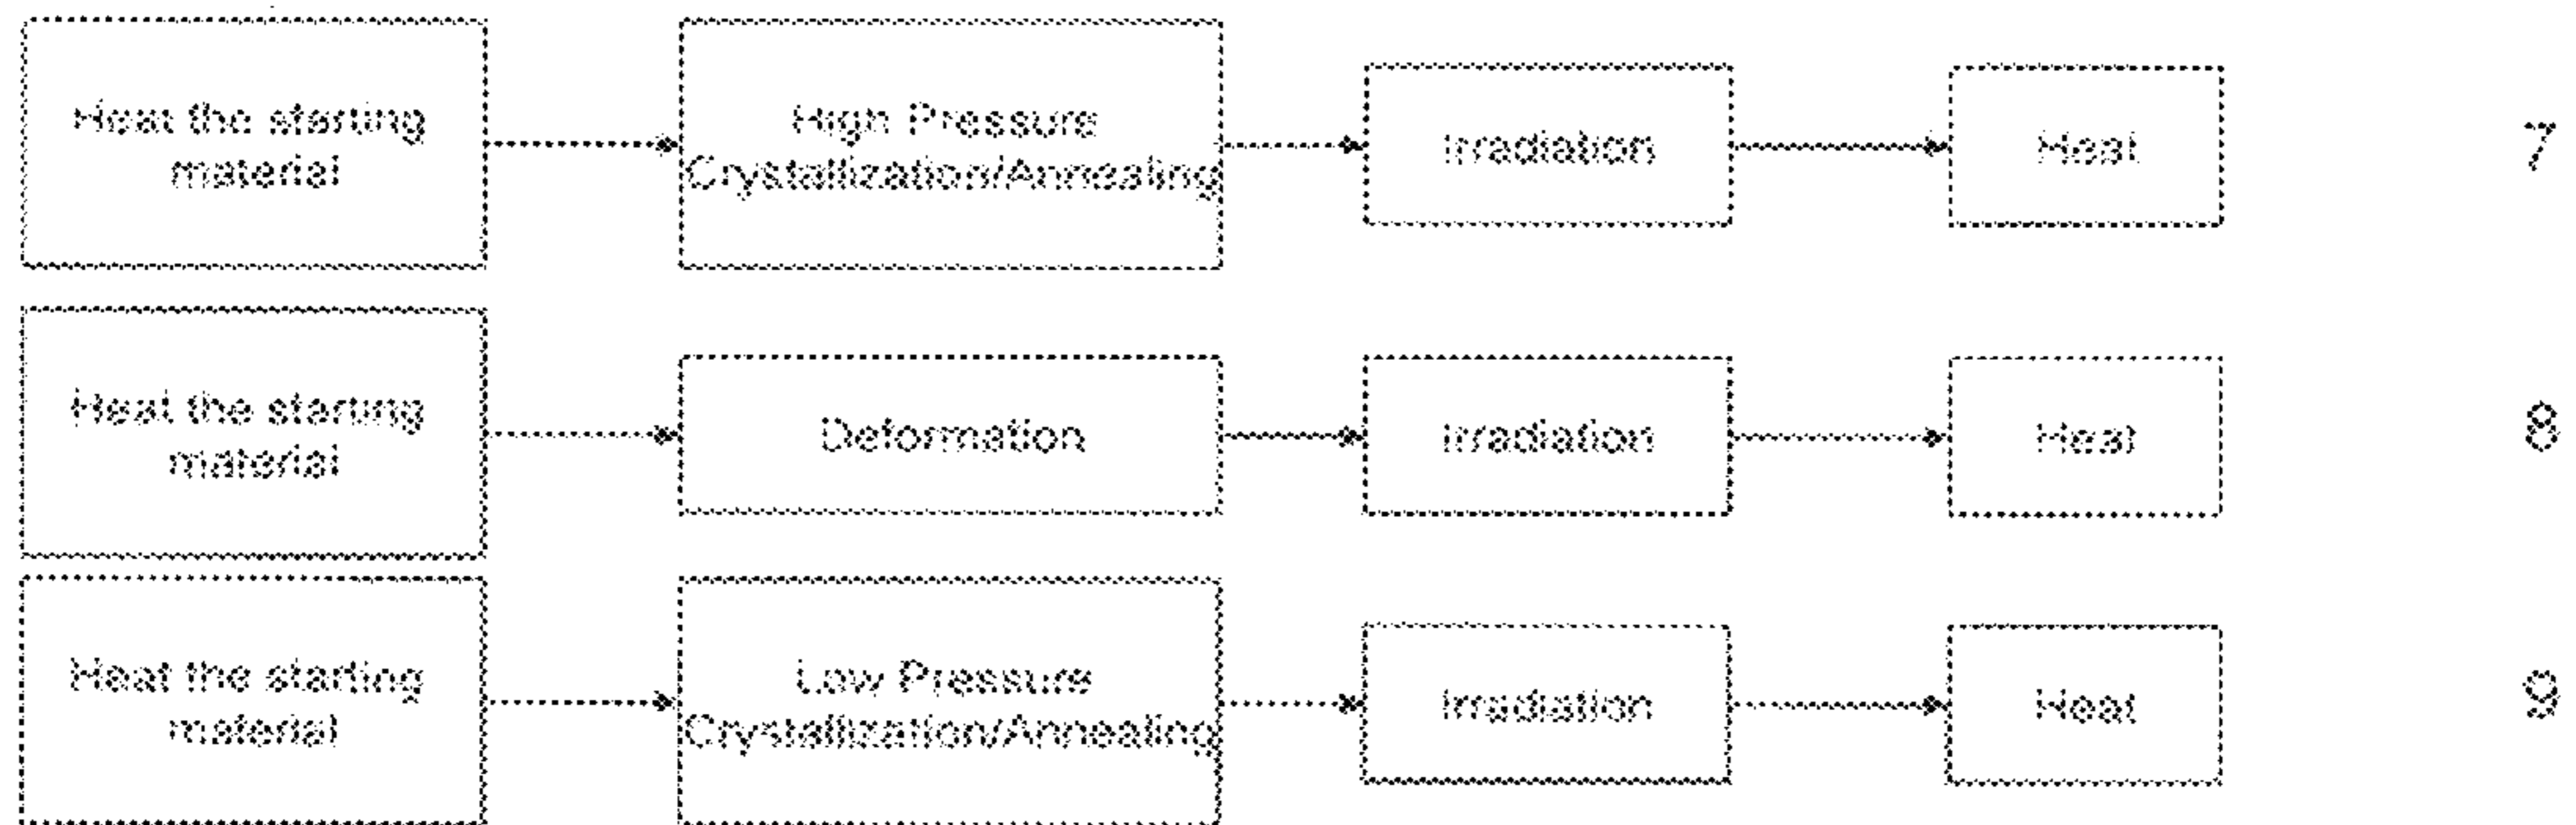 Heat the starting
material
High Pressure
Crystallization/Annealing
Irradiation
Heat
7
Heat the starting
material
Deformation
Irradiation
Heat
8
Heat the starting
material
Low Pressure
Crystallization/Annealing
Irradiation
Heat
9